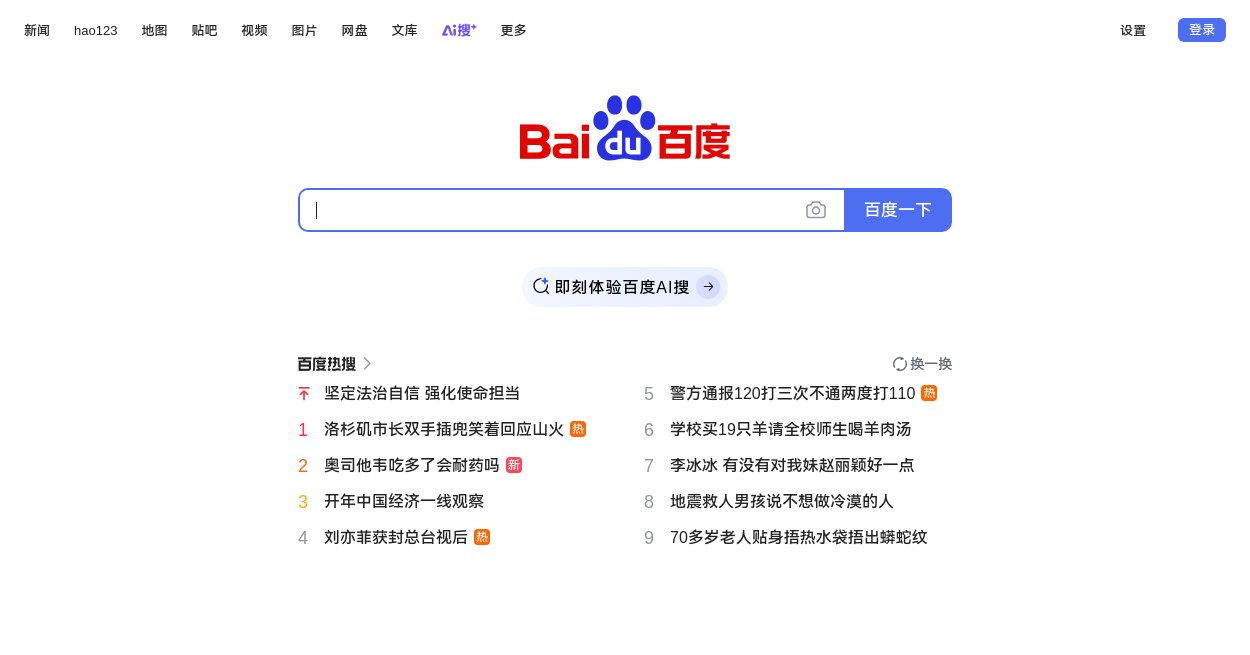 新闻 hao123 地图 贴吧 视频 图片 网盘 文库 Ai搜+ 更多 设置 登录
Bai du 百度
百度一下
即刻体验百度AI搜
百度热搜 换一换
坚定法治自信 强化使命担当
1 洛杉矶市长双手插兜笑着回应山火 热
2 奥司他韦吃多了会耐药吗 新
3 开年中国经济一线观察
4 刘亦菲获封总台视后 热
5 警方通报120打三次不通两度打110 热
6 学校买19只羊请全校师生喝羊肉汤
7 李冰冰 有没有对我妹赵丽颖好一点
8 地震救人男孩说不想做冷漠的人
9 70多岁老人贴身捂热水袋捂出蟒蛇纹